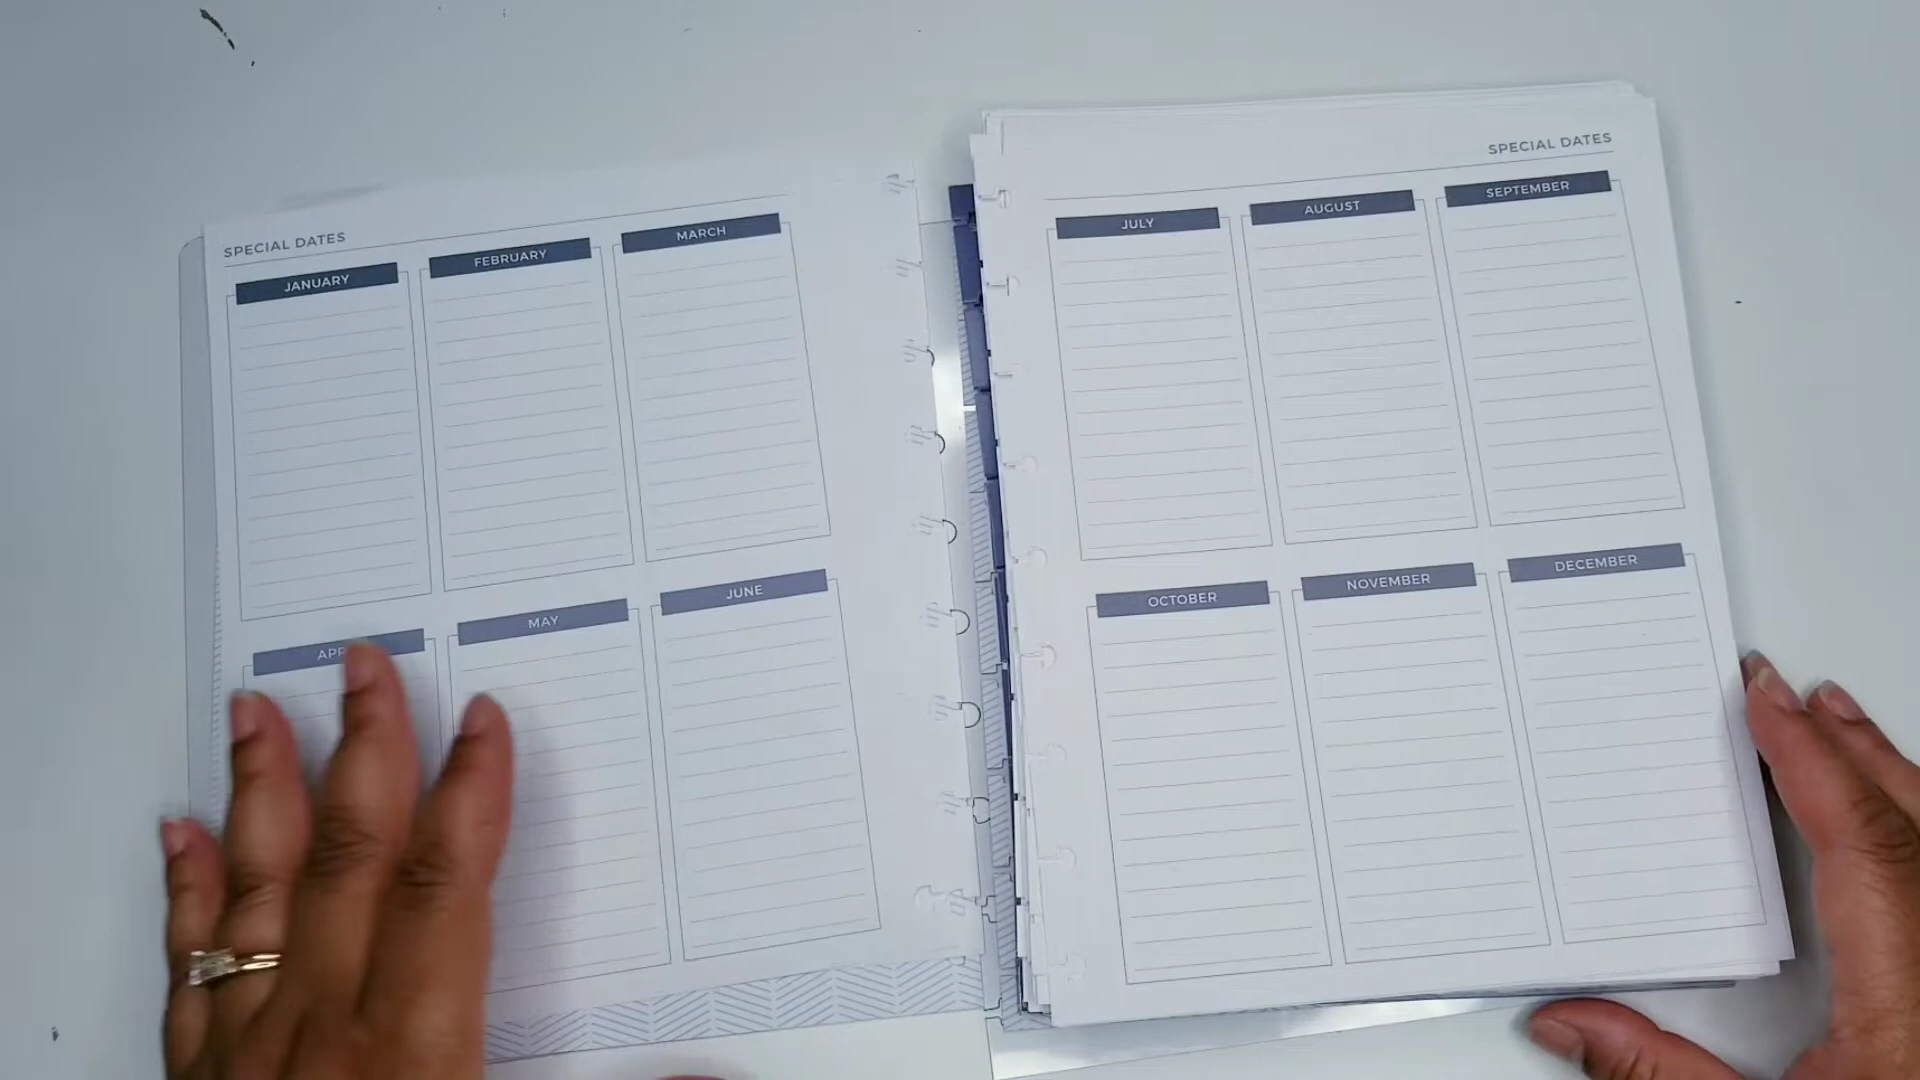 SPECIAL DATES
JANUARY
FEBRUARY
MARCH
MAY
JUNE
SPECIAL DATES
JULY
AUGUST
SEPTEMBER
OCTOBER
NOVEMBER
DECEMBER